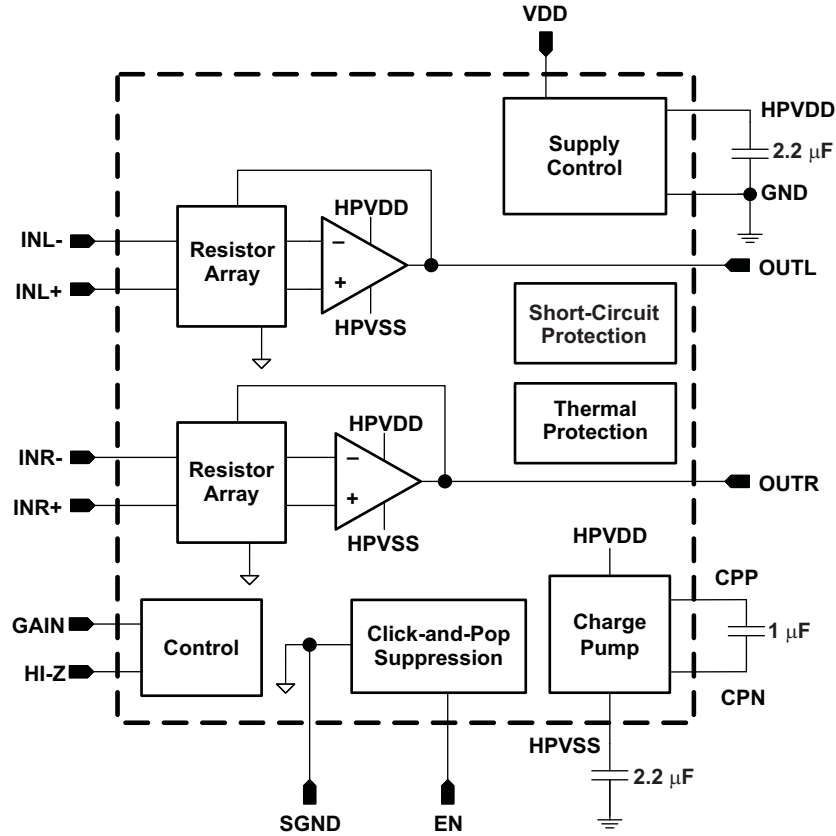 VDD
HPVDD
Supply
Control
2.2 μF
GND
HPVDD
INL-
Resistor
Array
−
+
INL+
OUTL
HPVSS
Short-Circuit
Protection
Thermal
Protection
HPVDD
INR-
Resistor
Array
−
+
INR+
OUTR
HPVSS
HPVDD
CPP
GAIN
Control
Click-and-Pop
Suppression
Charge
Pump
1 μF
HI-Z
CPN
HPVSS
2.2 μF
SGND
EN